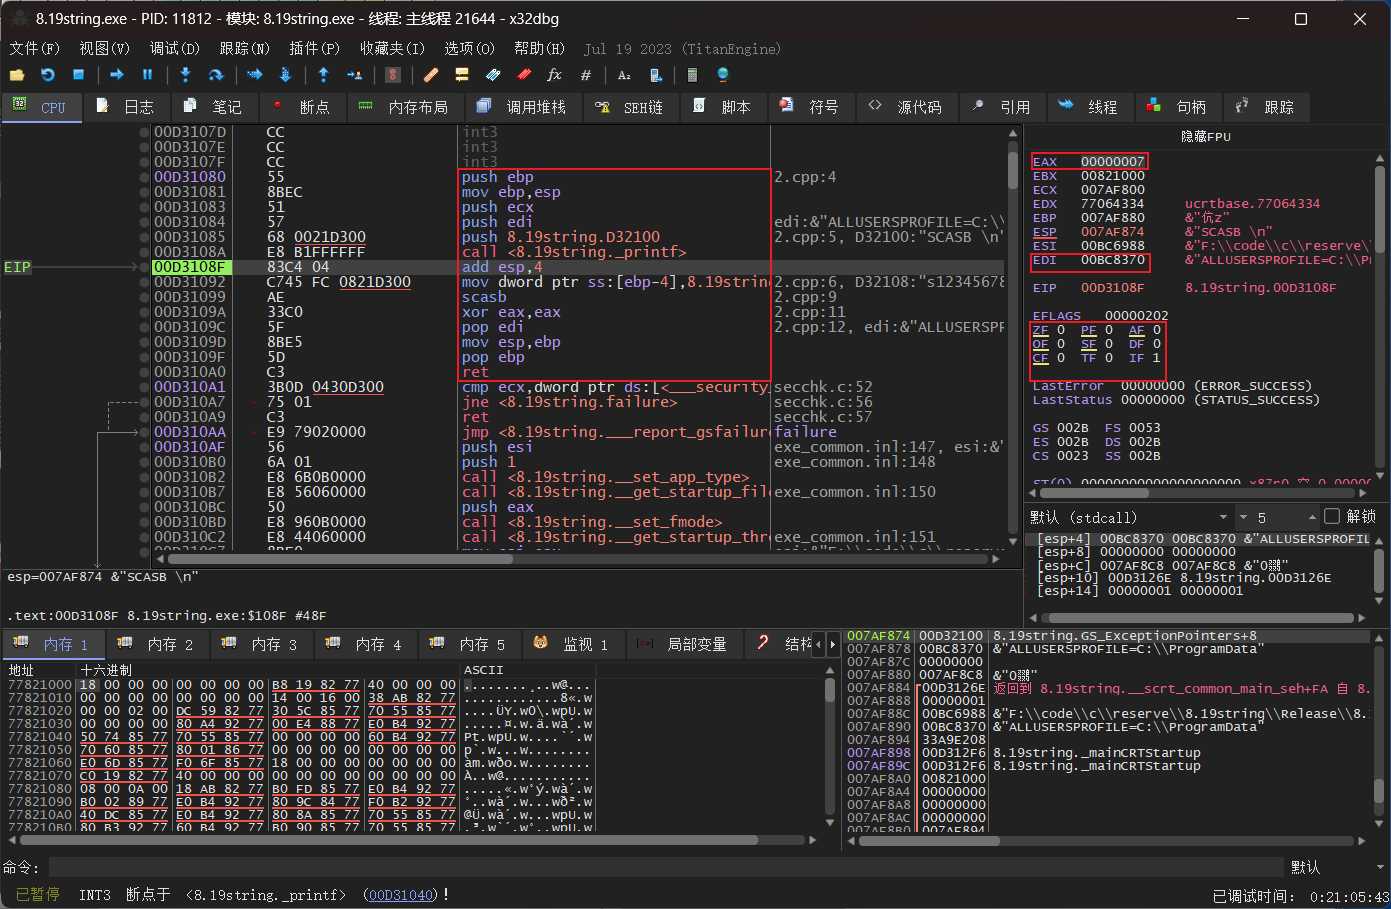 8.19string.exe - PID: 11812 - 模块: 8.19string.exe - 线程: 主线程 21644 - x32dbg
文件(F) 视图(V) 调试(D) 跟踪(N) 插件(P) 收藏夹(I) 选项(O) 帮助(H) Jul 19 2023 (TitanEngine)
CPU 日志 笔记 断点 内存布局 调用堆栈 SEH链 脚本 符号 源代码 引用 线程 句柄 跟踪
00D3107D CC int3
00D3107E CC int3
00D3107F CC int3
00D31080 55 push ebp 2.cpp:4
00D31081 8BEC mov ebp,esp
00D31083 51 push ecx
00D31084 57 push edi edi:&"ALLUSERSPROFILE=C:\\
00D31085 68 0021D300 push 8.19string.D32100 2.cpp:5, D32100:"SCASB \n"
00D3108A E8 B1FFFFFF call <8.19string._printf>
EIP 00D3108F 83C4 04 add esp,4
00D31092 C745 FC 0821D300 mov dword ptr ss:[ebp-4],8.19strin 2.cpp:6, D32108:"s12345678
00D31099 AE scasb 2.cpp:9
00D3109A 33C0 xor eax,eax 2.cpp:11
00D3109C 5F pop edi 2.cpp:12, edi:&"ALLUSERSPR
00D3109D 8BE5 mov esp,ebp
00D3109F 5D pop ebp
00D310A0 C3 ret
00D310A1 3B0D 0430D300 cmp ecx,dword ptr ds:[<___security_ secchk.c:52
00D310A7 75 01 jne <8.19string.failure> secchk.c:56
00D310A9 C3 ret secchk.c:57
00D310AA E9 79020000 jmp <8.19string.___report_gsfailure failure
00D310AF 56 push esi exe_common.inl:147, esi:&"
00D310B0 6A 01 push 1 exe_common.inl:148
00D310B2 E8 6B0B0000 call <8.19string.__set_app_type>
00D310B7 E8 56060000 call <8.19string.__get_startup_file exe_common.inl:150
00D310BC 50 push eax
00D310BD E8 960B0000 call <8.19string.__set_fmode>
00D310C2 E8 44060000 call <8.19string.__get_startup_thre exe_common.inl:151
隐藏FPU
EAX 00000007
EBX 00821000
ECX 007AF800
EDX 77064334 ucrtbase.77064334
EBP 007AF880 &"伉z"
ESP 007AF874 &"SCASB \n"
ESI 00BC6988 &"F:\\code\\c\\reserve\
EDI 00BC8370 &"ALLUSERSPROFILE=C:\\P
EIP 00D3108F 8.19string.00D3108F
EFLAGS 00000202
ZF 0 PF 0 AF 0
OF 0 SF 0 DF 0
CF 0 TF 0 IF 1
LastError 00000000 (ERROR_SUCCESS)
LastStatus 00000000 (STATUS_SUCCESS)
GS 002B FS 0053
ES 002B DS 002B
CS 0023 SS 002B
默认 (stdcall) 5 解锁
[esp+4] 00BC8370 00BC8370 &"ALLUSERSPROFIL
[esp+8] 00000000 00000000
[esp+C] 007AF8C8 007AF8C8
[esp+10] 00D3126E 8.19string.00D3126E
[esp+14] 00000001 00000001
esp=007AF874 &"SCASB \n"
.text:00D3108F 8.19string.exe:$108F #48F
内存 1 内存 2 内存 3 内存 4 内存 5 监视 1 局部变量 结构
地址 十六进制 ASCII
77821000 18 00 00 00 00 00 00 00 B8 19 82 77 40 00 00 00
77821010 00 00 00 00 00 00 00 00 14 00 16 00 38 AB 82 77
77821020 00 00 02 00 DC 59 82 77 30 5C 85 77 70 55 85 77
77821030 00 00 00 00 80 A4 92 77 00 E4 88 77 E0 B4 92 77
77821040 50 74 85 77 70 55 85 77 00 00 00 00 60 B4 92 77
77821050 70 60 85 77 80 01 86 77 00 00 00 00 00 00 00 00
77821060 E0 6D 85 77 F0 6F 85 77 18 00 00 00 00 00 00 00
77821070 C0 19 82 77 40 00 00 00 00 00 00 00 00 00 00 00
77821080 08 00 0A 00 18 AB 82 77 B0 FD 85 77 E0 B4 92 77
77821090 B0 02 89 77 E0 B4 92 77 80 9C 84 77 F0 B2 92 77
778210A0 40 DC 85 77 E0 B4 92 77 80 8A 85 77 70 55 85 77
778210B0 80 B3 92 77 60 B4 92 77 B0 90 85 77 70 55 85 77
007AF874 00D32100 8.19string.GS_ExceptionPointers+8
007AF878 00BC8370 &"ALLUSERSPROFILE=C:\\ProgramData"
007AF87C 00000000
007AF880 007AF8C8
007AF884 00D3126E 返回到 8.19string.__scrt_common_main_seh+FA 自 8.
007AF888 00000001
007AF88C 00BC6988 &"F:\\code\\c\\reserve\\8.19string\\Release\\8.1
007AF890 00BC8370 &"ALLUSERSPROFILE=C:\\ProgramData"
007AF894 33A9E208
007AF898 00D312F6 8.19string._mainCRTStartup
007AF89C 00D312F6 8.19string._mainCRTStartup
007AF8A0 00821000
007AF8A4 00000000
007AF8A8 00000000
007AF8AC 00000000
007AF8B0 007AF894
命令: 默认
已暂停 INT3 断点于 <8.19string._printf> (00D31040)! 已调试时间: 0:21:05:43